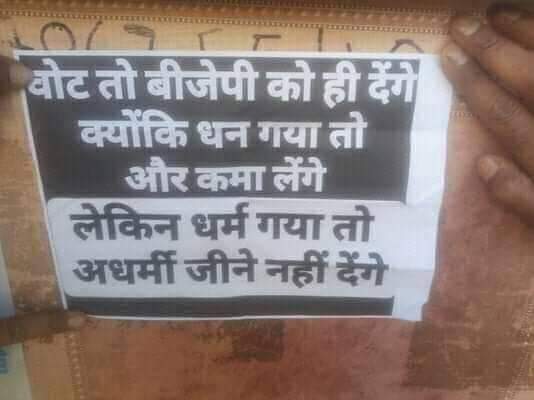 वोट तो बीजेपी को ही देंगे
क्योंकि धन गया तो
और कमा लेंगे
लेकिन धर्म गया तो
अधर्मी जीने नहीं देंगे